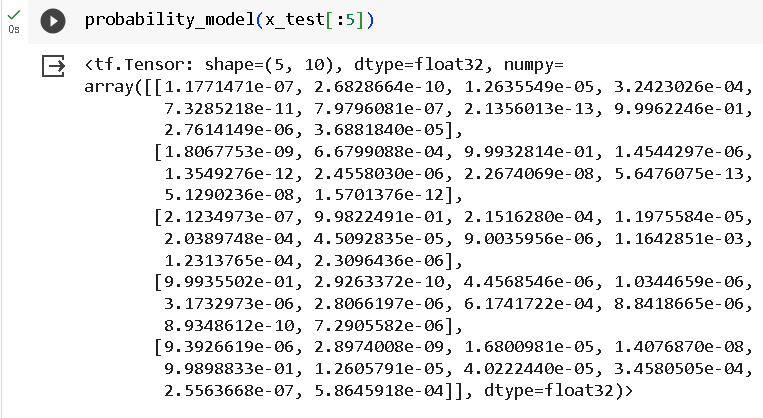 probability_model(x_test[:5])
0s
<tf.Tensor: shape=(5, 10), dtype=float32, numpy=
array([[1.1771471e-07, 2.6828664e-10, 1.2635549e-05, 3.2423026e-04,
7.3285218e-11, 7.9796081e-07, 2.1356013e-13, 9.9962246e-01,
2.7614149e-06, 3.6881840e-05],
[1.8067753e-09, 6.6799088e-04, 9.9932814e-01, 1.4544297e-06,
1.3549276e-12, 2.4558030e-06, 2.2674069e-08, 5.6476075e-13,
5.1290236e-08, 1.5701376e-12],
[2.1234973e-07, 9.9822491e-01, 2.1516280e-04, 1.1975584e-05,
2.0389748e-04, 4.5092835e-05, 9.0035956e-06, 1.1642851e-03,
1.2313765e-04, 2.3096436e-06],
[9.9935502e-01, 2.9263372e-10, 4.4568546e-06, 1.0344659e-06,
3.1732973e-06, 2.8066197e-06, 6.1741722e-04, 8.8418665e-06,
8.9348612e-10, 7.2905582e-06],
[9.3926619e-06, 2.8974008e-09, 1.6800981e-05, 1.4076870e-08,
9.9898833e-01, 1.2605791e-05, 4.0222440e-05, 3.4580505e-04,
2.5563668e-07, 5.8645918e-04]], dtype=float32)>